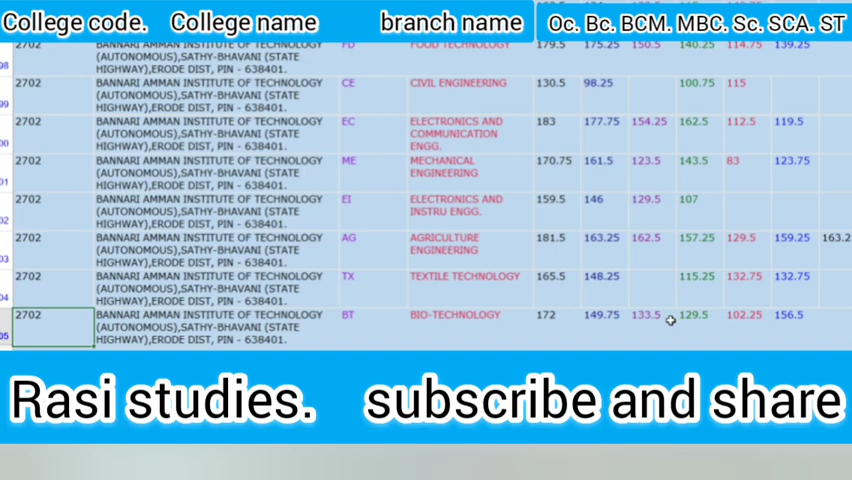 College code. College name branch name Oc. Bc. BCM. MBC. Sc. SCA. ST
98 2702 BANNARI AMMAN INSTITUTE OF TECHNOLOGY FD FOOD TECHNOLOGY 179.5 175.25 150.5 140.25 114.75 139.25
(AUTONOMOUS),SATHY-BHAVANI (STATE
HIGHWAY),ERODE DIST, PIN - 638401.
99 2702 BANNARI AMMAN INSTITUTE OF TECHNOLOGY CE CIVIL ENGINEERING 130.5 98.25 100.75 115
(AUTONOMOUS),SATHY-BHAVANI (STATE
HIGHWAY),ERODE DIST, PIN - 638401.
00 2702 BANNARI AMMAN INSTITUTE OF TECHNOLOGY EC ELECTRONICS AND 183 177.75 154.25 162.5 112.5 119.5
(AUTONOMOUS),SATHY-BHAVANI (STATE COMMUNICATION
HIGHWAY),ERODE DIST, PIN - 638401. ENGG.
01 2702 BANNARI AMMAN INSTITUTE OF TECHNOLOGY ME MECHANICAL 170.75 161.5 123.5 143.5 83 123.75
(AUTONOMOUS),SATHY-BHAVANI (STATE ENGINEERING
HIGHWAY),ERODE DIST, PIN - 638401.
02 2702 BANNARI AMMAN INSTITUTE OF TECHNOLOGY EI ELECTRONICS AND 159.5 146 129.5 107
(AUTONOMOUS),SATHY-BHAVANI (STATE INSTRU ENGG.
HIGHWAY),ERODE DIST, PIN - 638401.
03 2702 BANNARI AMMAN INSTITUTE OF TECHNOLOGY AG AGRICULTURE 181.5 163.25 162.5 157.25 129.5 159.25 163.2
(AUTONOMOUS),SATHY-BHAVANI (STATE ENGINEERING
HIGHWAY),ERODE DIST, PIN - 638401.
04 2702 BANNARI AMMAN INSTITUTE OF TECHNOLOGY TX TEXTILE TECHNOLOGY 165.5 148.25 115.25 132.75 132.75
(AUTONOMOUS),SATHY-BHAVANI (STATE
HIGHWAY),ERODE DIST, PIN - 638401.
05 2702 BANNARI AMMAN INSTITUTE OF TECHNOLOGY BT BIO-TECHNOLOGY 172 149.75 133.5 129.5 102.25 156.5
(AUTONOMOUS),SATHY-BHAVANI (STATE
HIGHWAY),ERODE DIST, PIN - 638401.
Rasi studies. subscribe and share